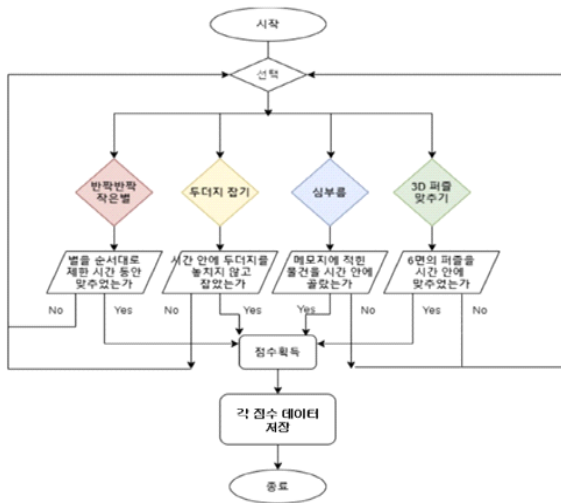 시작
선택
반짝반짝
작은별
두더지 잡기
심부름
3D 퍼즐
맞추기
별을 순서대로
제한 시간 동안
맞추었는가
시간 안에 두더지를
놓치지 않고
잡았는가
메모지에 적힌
물건을 시간 안에
골랐는가
6면의 퍼즐을
시간 안에
맞추었는가
No
Yes
No
Yes
Yes
No
Yes
No
점수획득
각 점수 데이터
저장
종료